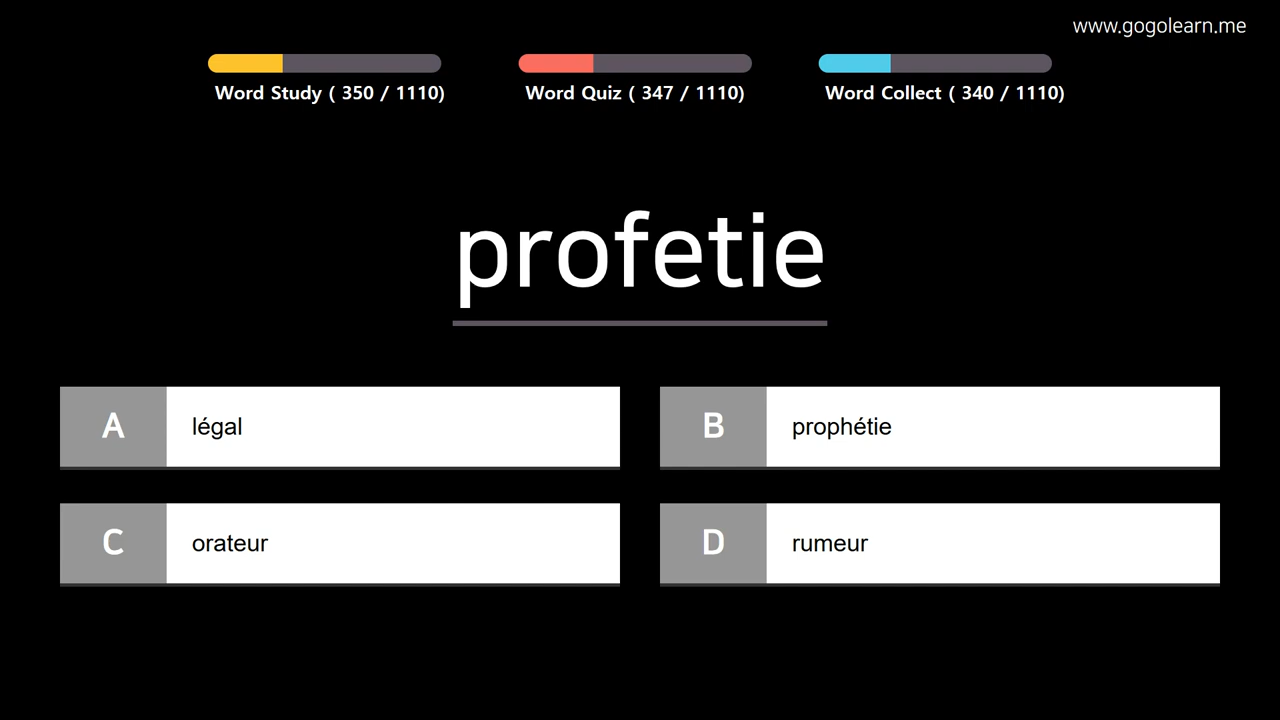 www.gogolearn.me
Word Study ( 350 / 1110)
Word Quiz ( 347 / 1110)
Word Collect ( 340 / 1110)
profetie
A légal
B prophétie
C orateur
D rumeur